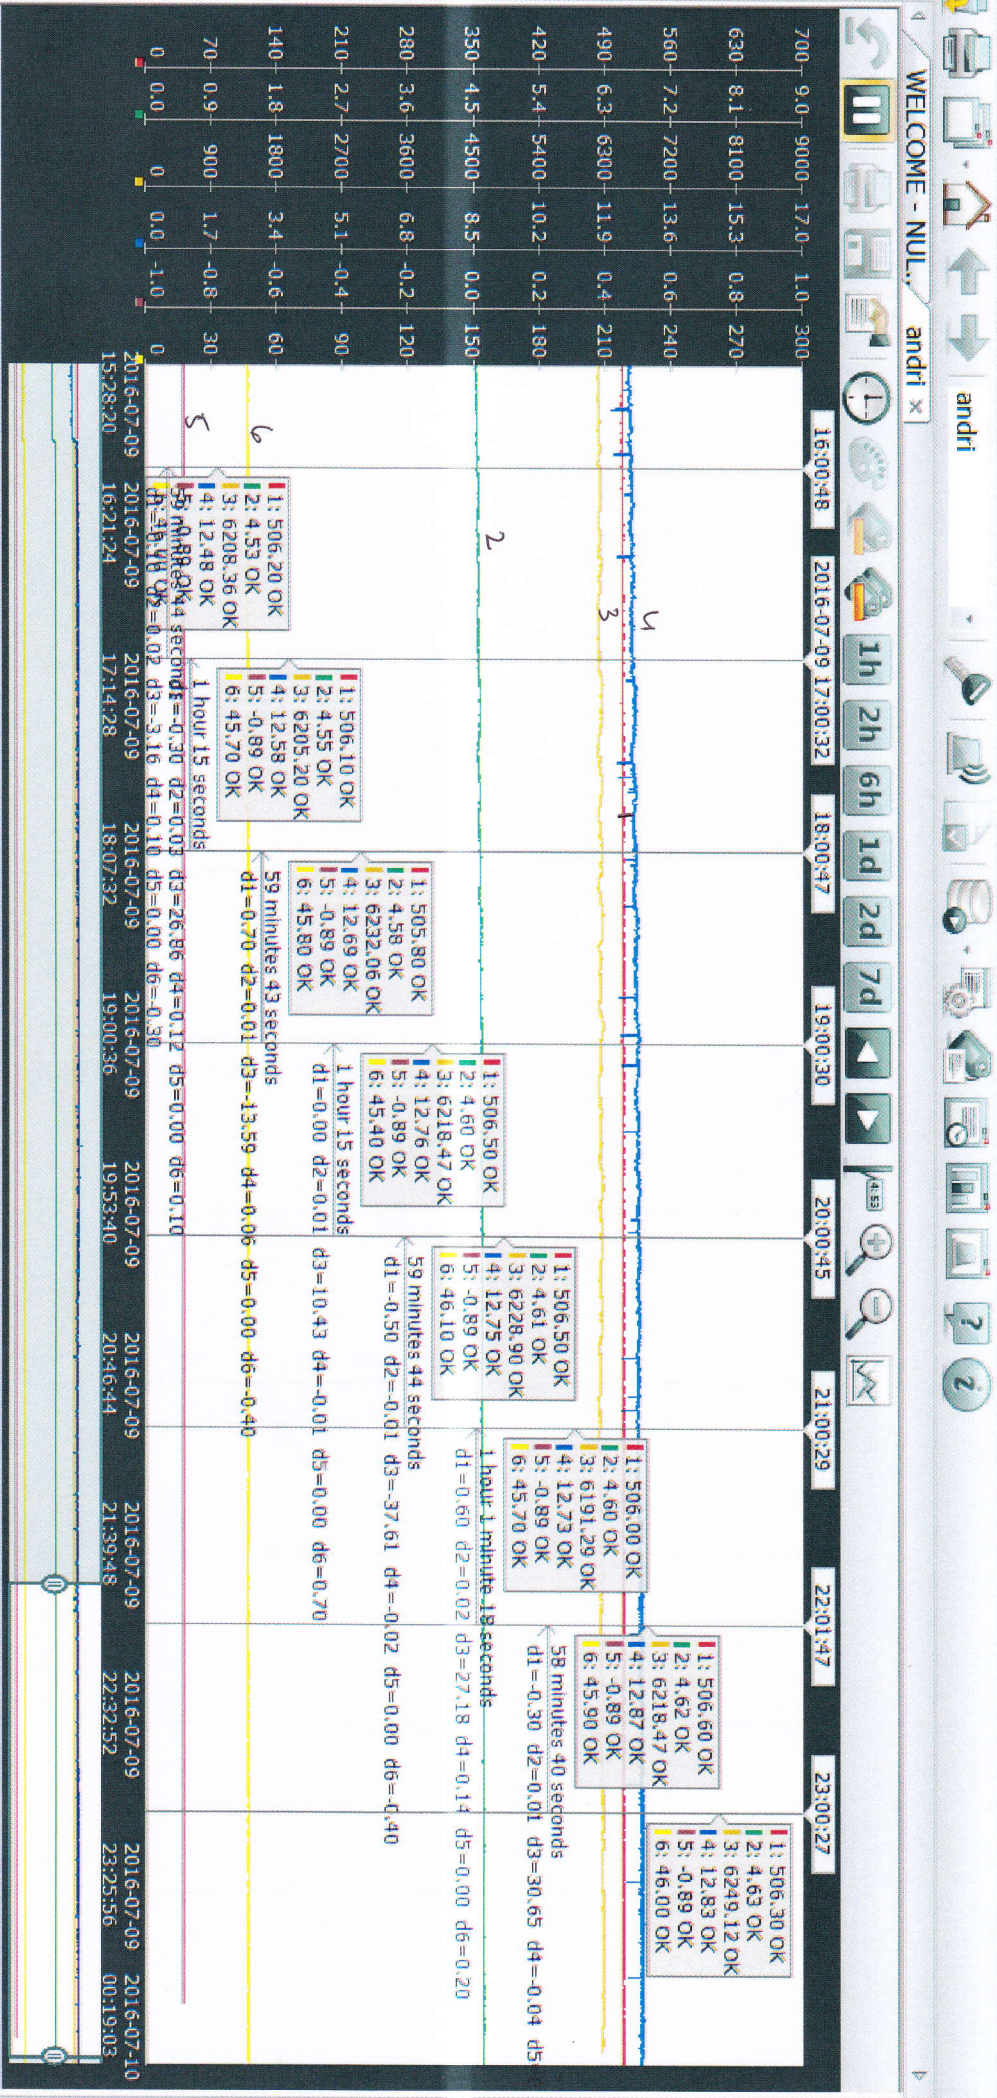 andri
WELCOME - NUL... andri ×
1h 2h 6h 1d 2d 7d 4:53
16:00:48 2016-07-09 17:00:32 18:00:47 19:00:30 20:00:45 21:00:29 22:01:47 23:00:27
700 9.0 9000 17.0 1.0 300
630 8.1 8100 15.3 0.8 270
560 7.2 7200 13.6 0.6 240
490 6.3 6300 11.9 0.4 210
420 5.4 5400 10.2 0.2 180
350 4.5 4500 8.5 0.0 150
280 3.6 3600 6.8 -0.2 120
210 2.7 2700 5.1 -0.4 90
140 1.8 1800 3.4 -0.6 60
70 0.9 900 1.7 -0.8 30
0 0.0 0 0.0 -1.0 0
4
3
2
6
5
1: 506.20 OK
2: 4.53 OK
3: 6208.36 OK
4: 12.48 OK
5: -0.89 OK
59 minutes 44 seconds
d2=0.02 d3=-3.16 d4=0.10 d5=0.00 d6=-0.30
1: 506.10 OK
2: 4.55 OK
3: 6205.20 OK
4: 12.58 OK
5: -0.89 OK
6: 45.70 OK
1 hour 15 seconds
d1=-0.30 d2=0.03 d3=26.86 d4=0.12 d5=0.00 d6=0.10
1: 505.80 OK
2: 4.58 OK
3: 6232.06 OK
4: 12.69 OK
5: -0.89 OK
6: 45.80 OK
59 minutes 43 seconds
d1=0.70 d2=0.01 d3=-13.59 d4=0.06 d5=0.00 d6=-0.40
1: 506.50 OK
2: 4.60 OK
3: 6218.47 OK
4: 12.76 OK
5: -0.89 OK
6: 45.40 OK
1 hour 15 seconds
d1=0.00 d2=0.01 d3=10.43 d4=-0.01 d5=0.00 d6=0.70
1: 506.50 OK
2: 4.61 OK
3: 6228.90 OK
4: 12.75 OK
5: -0.89 OK
6: 46.10 OK
59 minutes 44 seconds
d1=-0.50 d2=-0.01 d3=-37.61 d4=-0.02 d5=0.00 d6=-0.40
1: 506.00 OK
2: 4.60 OK
3: 6191.29 OK
4: 12.73 OK
5: -0.89 OK
6: 45.70 OK
1 hour 1 minute 18 seconds
d1=0.60 d2=0.02 d3=27.18 d4=0.14 d5=0.00 d6=0.20
1: 506.60 OK
2: 4.62 OK
3: 6218.47 OK
4: 12.87 OK
5: -0.89 OK
6: 45.90 OK
58 minutes 40 seconds
d1=-0.30 d2=0.01 d3=30.65 d4=-0.04 d5
1: 506.30 OK
2: 4.63 OK
3: 6249.12 OK
4: 12.83 OK
5: -0.89 OK
6: 46.00 OK
2016-07-09 2016-07-09 2016-07-09 2016-07-09 2016-07-09 2016-07-09 2016-07-09 2016-07-09 2016-07-09 2016-07-09 2016-07-10
15:28:20 16:21:24 17:14:28 18:07:32 19:00:36 19:53:40 20:46:44 21:39:48 22:32:52 23:25:56 00:19:03